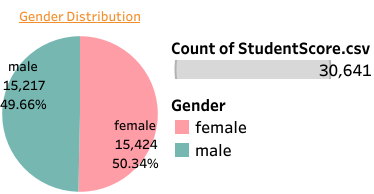 Gender Distribution
male
15,217
49.66%
female
15,424
50.34%
Count of StudentScore.csv
30,641
Gender
female
male